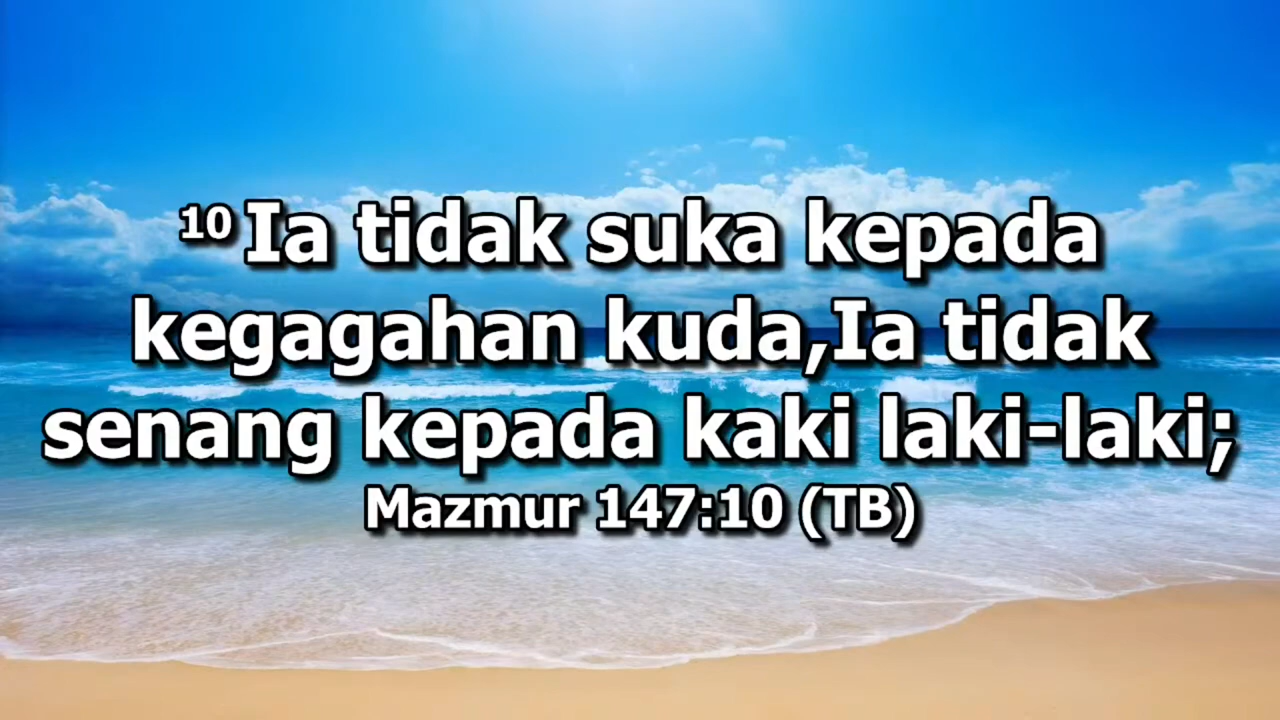 10 Ia tidak suka kepada
kegagahan kuda,Ia tidak
senang kepada kaki laki-laki;
Mazmur 147:10 (TB)